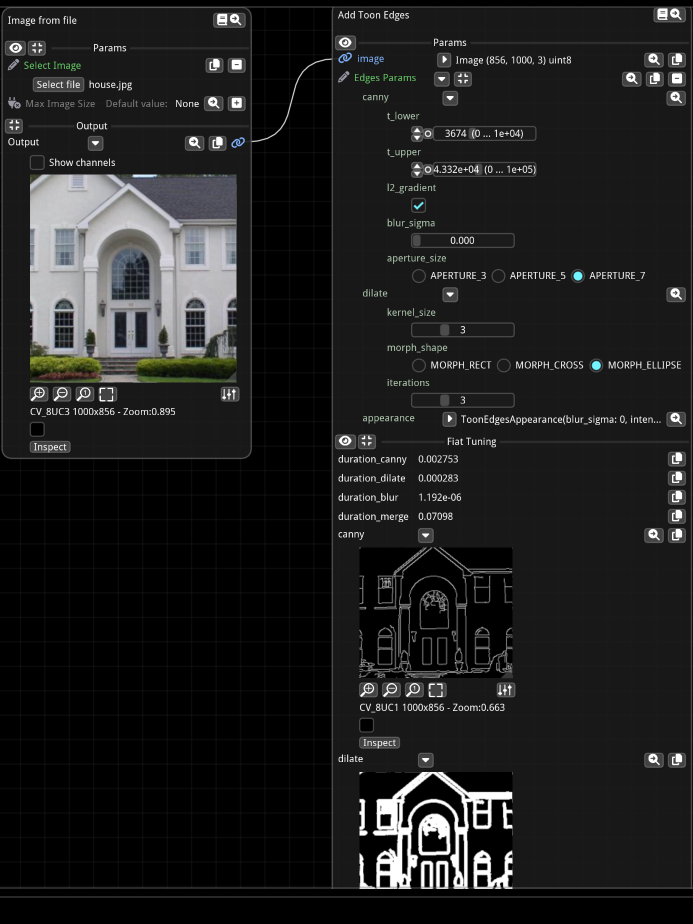 Image from file
Params
Select Image
Select file house.jpg
Max Image Size Default value: None
Output
Output
Show channels
CV_8UC3 1000x856 - Zoom:0.895
Inspect
Add Toon Edges
Params
image Image (856, 1000, 3) uint8
Edges Params
canny
t_lower
3674 (0 ... 1e+04)
t_upper
4.332e+04 (0 ... 1e+05)
l2_gradient
blur_sigma
0.000
aperture_size
APERTURE_3 APERTURE_5 APERTURE_7
dilate
kernel_size
3
morph_shape
MORPH_RECT MORPH_CROSS MORPH_ELLIPSE
iterations
3
appearance ToonEdgesAppearance(blur_sigma: 0, inten...
Fiat Tuning
duration_canny 0.002753
duration_dilate 0.000283
duration_blur 1.192e-06
duration_merge 0.07098
canny
CV_8UC1 1000x856 - Zoom:0.663
Inspect
dilate